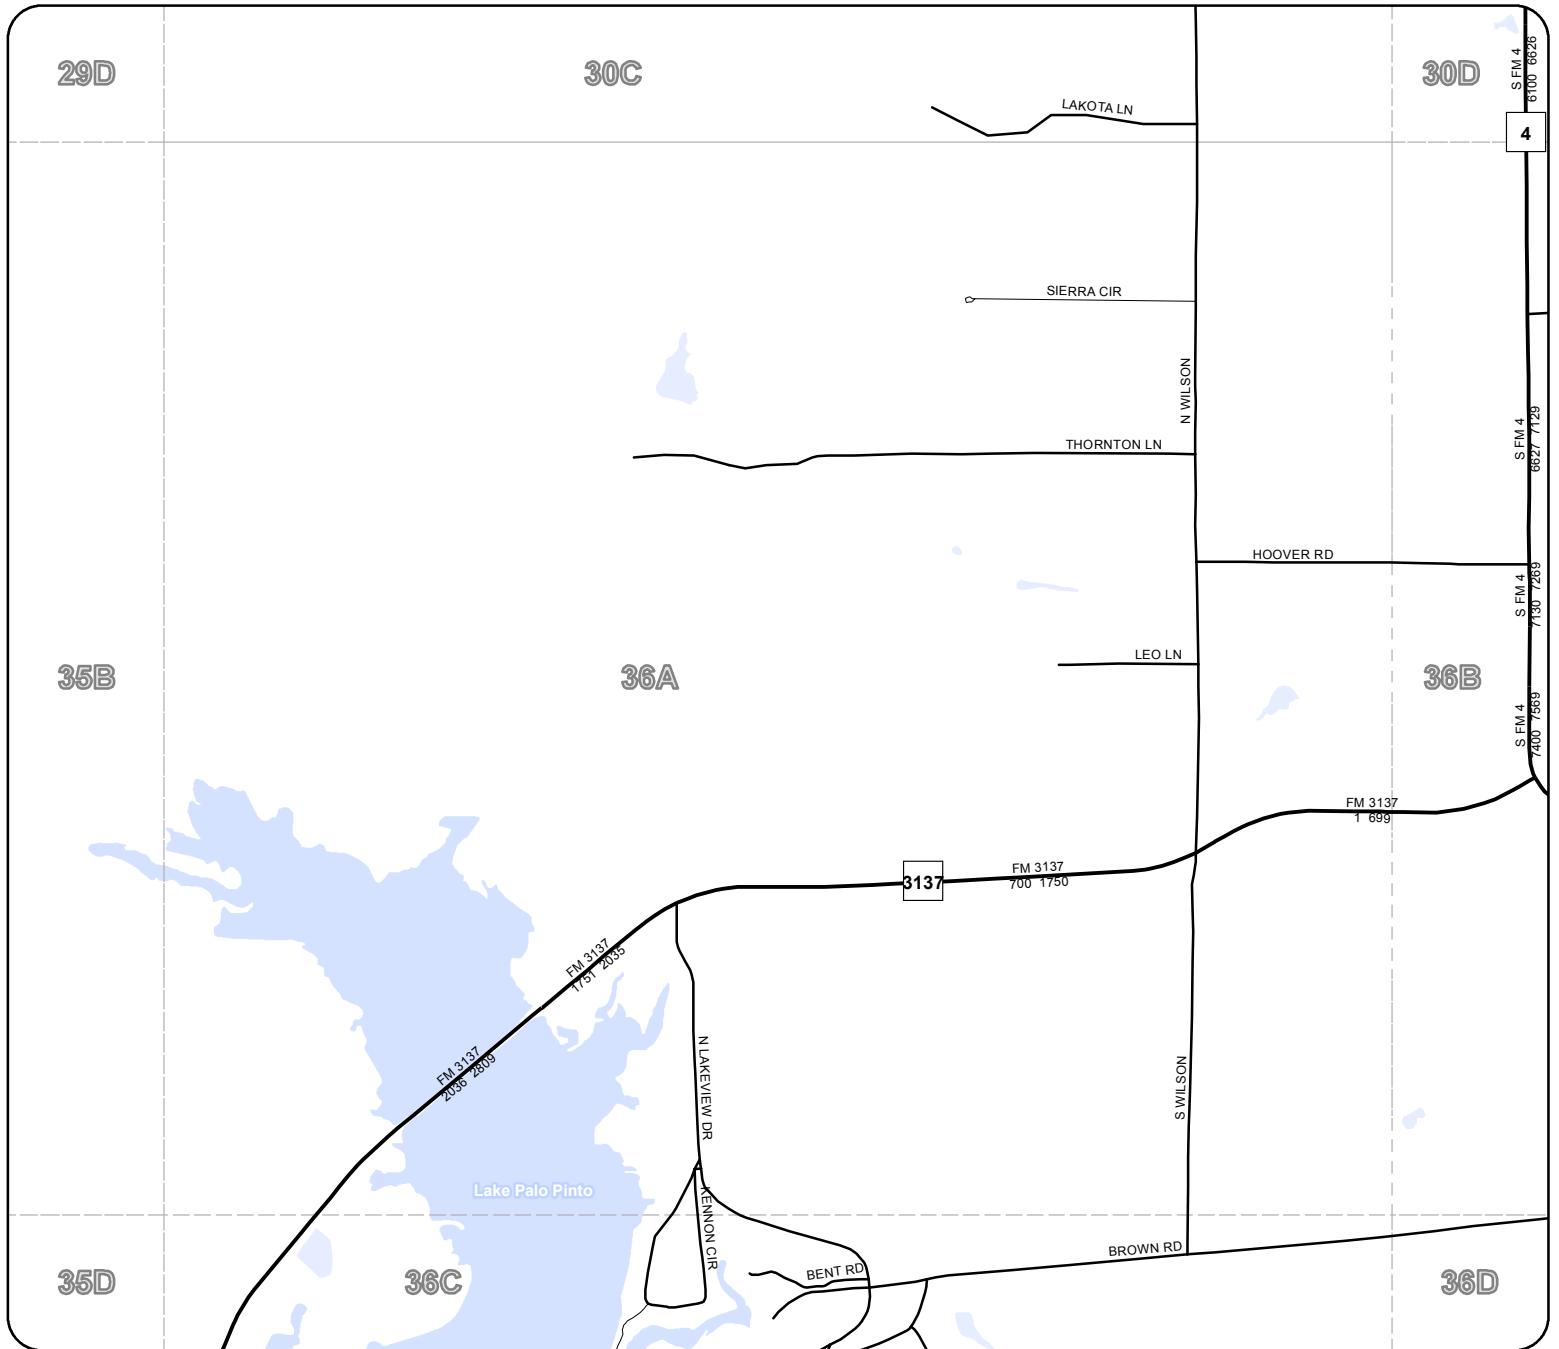 29D
30C
30D
S FM 4
6100 6626
LAKOTA LN
4
SIERRA CIR
N WILSON
THORNTON LN
S FM 4
6627 7129
HOOVER RD
S FM 4
7130 7269
LEO LN
35B
36A
36B
S FM 4
7400 7569
FM 3137
1 699
3137
FM 3137
700 1750
FM 3137
1751 2035
FM 3137
2036 2809
N LAKEVIEW DR
S WILSON
Lake Palo Pinto
KENNON CIR
BROWN RD
BENT RD
35D
36C
36D